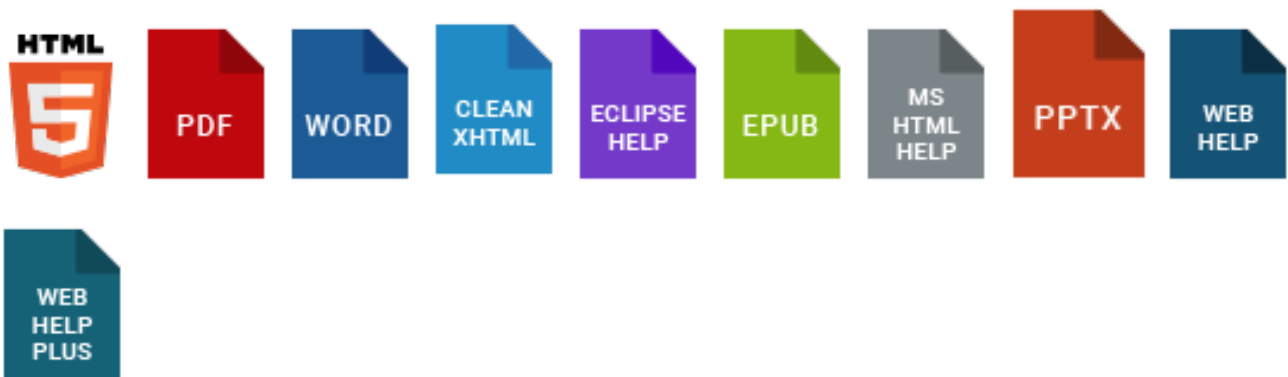 HTML
5
PDF
WORD
CLEAN
XHTML
ECLIPSE
HELP
EPUB
MS
HTML
HELP
PPTX
WEB
HELP
WEB
HELP
PLUS